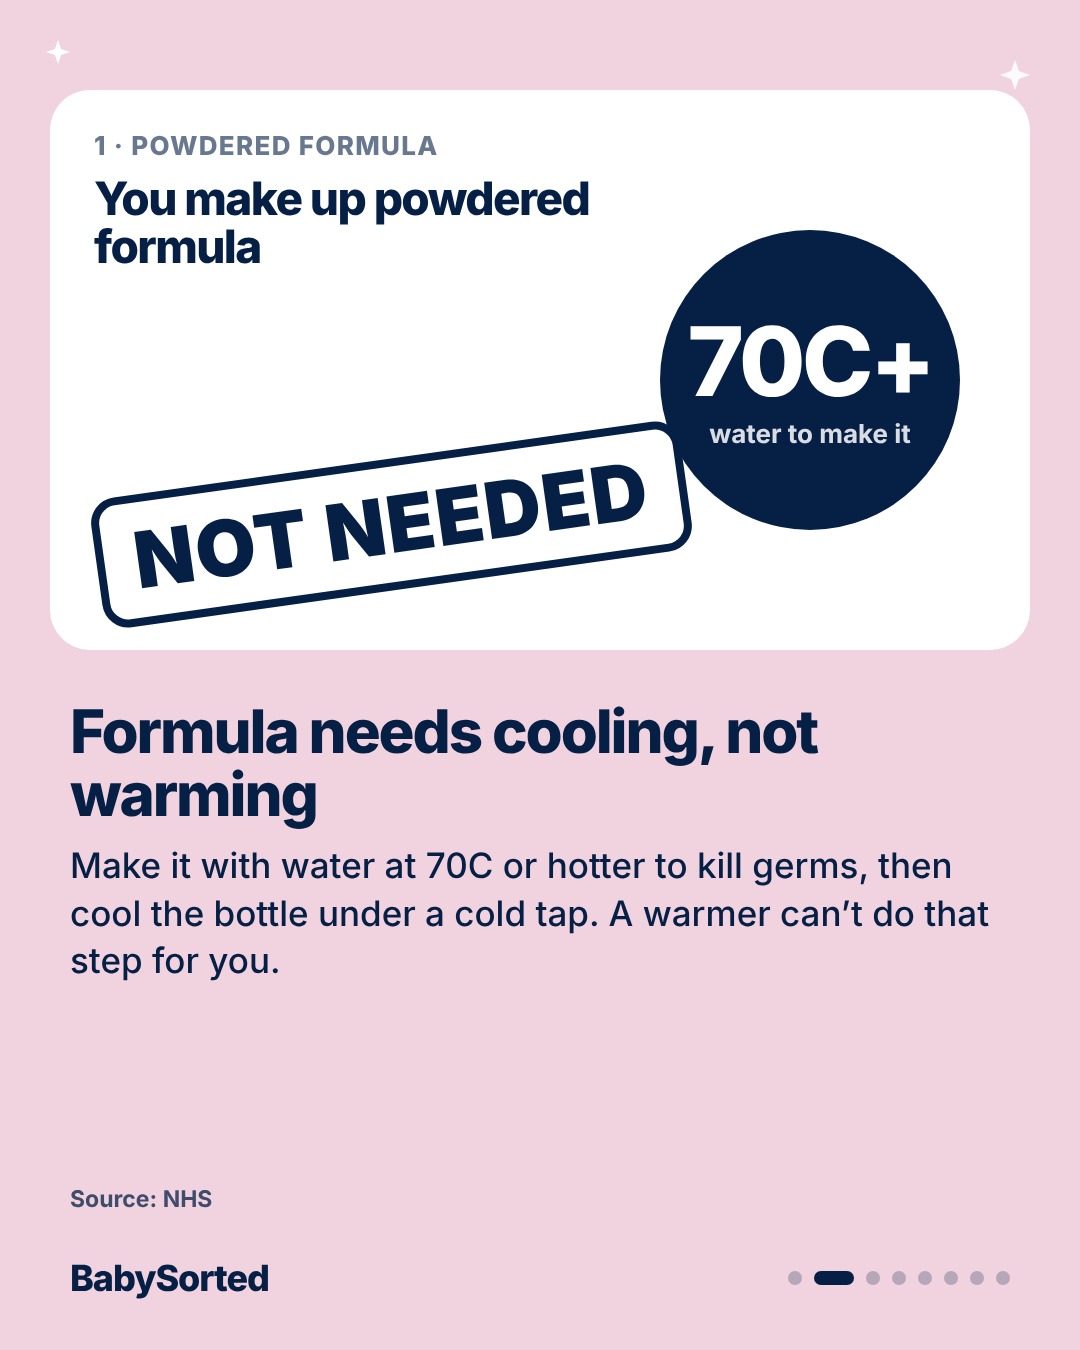 1 · POWDERED FORMULA
You make up powdered
formula
70C+
water to make it
NOT NEEDED
Formula needs cooling, not
warming
Make it with water at 70C or hotter to kill germs, then
cool the bottle under a cold tap. A warmer can’t do that
step for you.
Source: NHS
BabySorted